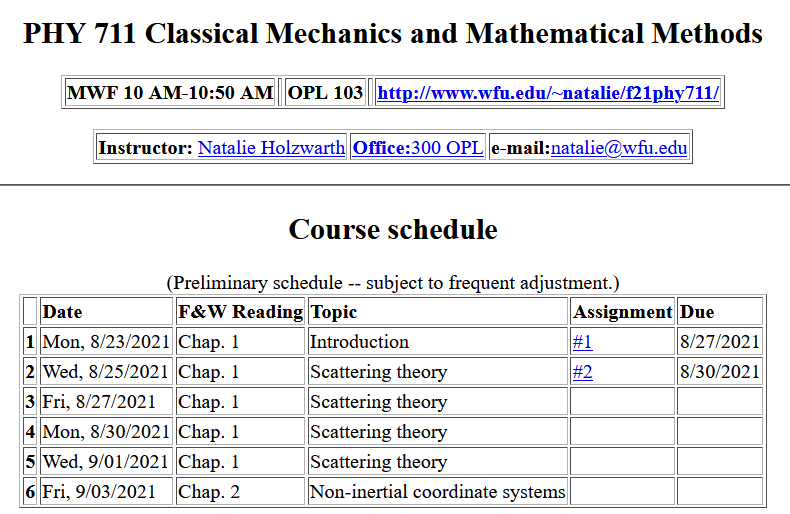 PHY 711 Classical Mechanics and Mathematical Methods
MWF 10 AM-10:50 AM OPL 103 http://www.wfu.edu/~natalie/f21phy711/
Instructor: Natalie Holzwarth Office:300 OPL e-mail:natalie@wfu.edu
Course schedule
(Preliminary schedule -- subject to frequent adjustment.)
Date F&W Reading Topic Assignment Due
1 Mon, 8/23/2021 Chap. 1 Introduction #1 8/27/2021
2 Wed, 8/25/2021 Chap. 1 Scattering theory #2 8/30/2021
3 Fri, 8/27/2021 Chap. 1 Scattering theory
4 Mon, 8/30/2021 Chap. 1 Scattering theory
5 Wed, 9/01/2021 Chap. 1 Scattering theory
6 Fri, 9/03/2021 Chap. 2 Non-inertial coordinate systems